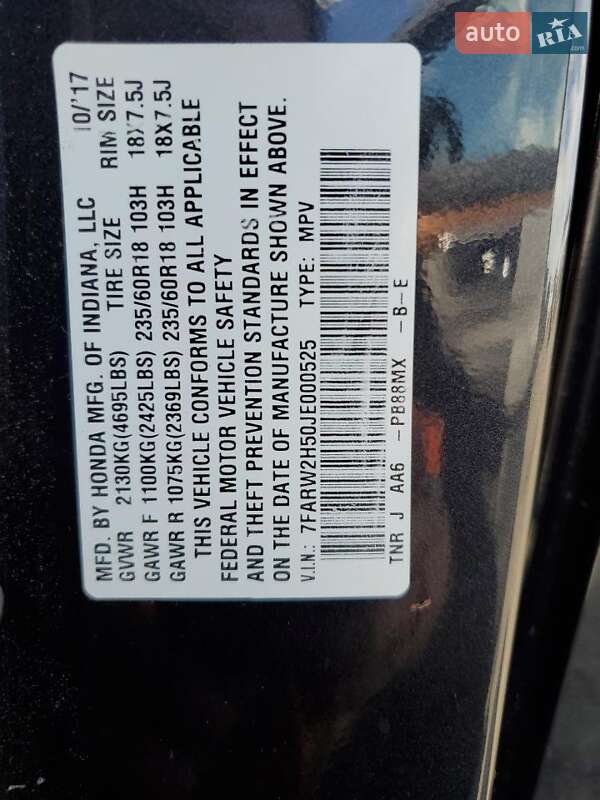 MFD. BY HONDA MFG. OF INDIANA, LLC 10/'17
GVWR 2130KG(4695LBS) TIRE SIZE RIM SIZE
GAWR F 1100KG(2425LBS) 235/60R18 103H 18X7.5J
GAWR R 1075KG(2369LBS) 235/60R18 103H 18X7.5J
THIS VEHICLE CONFORMS TO ALL APPLICABLE
FEDERAL MOTOR VEHICLE SAFETY
AND THEFT PREVENTION STANDARDS IN EFFECT
ON THE DATE OF MANUFACTURE SHOWN ABOVE.
V.I.N.: 7FARW2H50JE000525 TYPE: MPV
TNR J AA6 -PB88MX -B-E
auto RIA .com